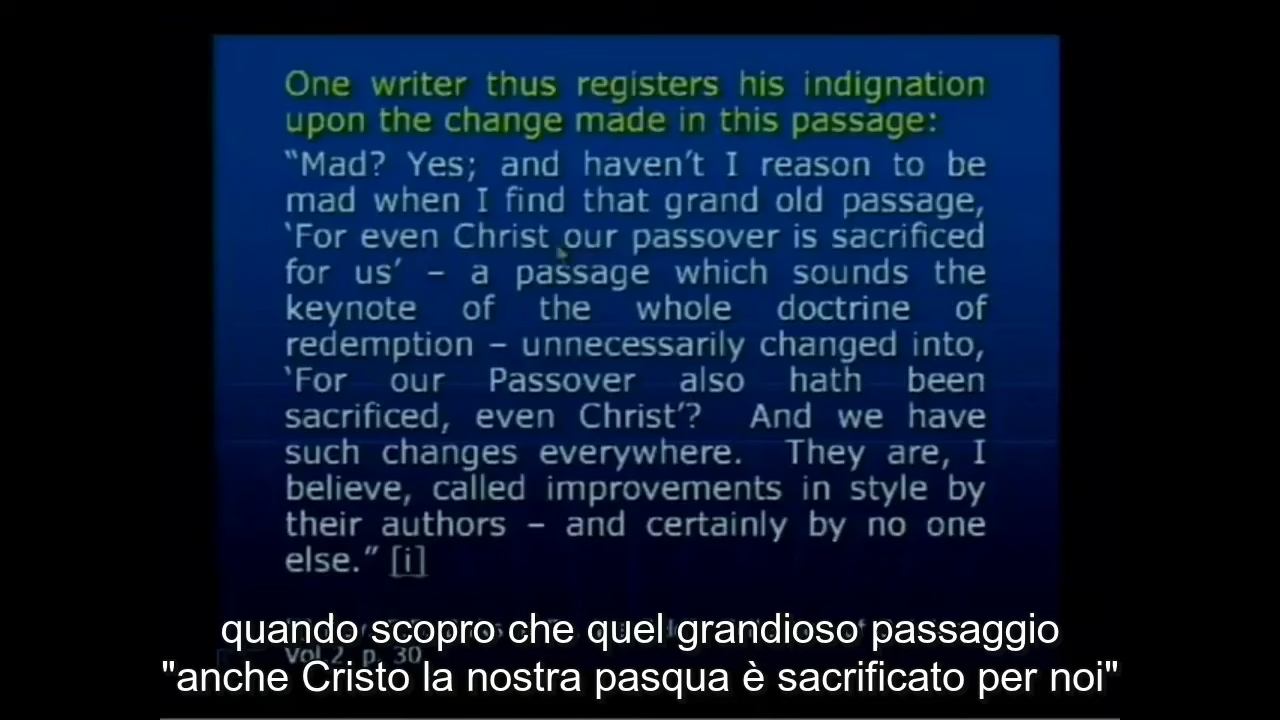 One writer thus registers his indignation
upon the change made in this passage:
“Mad? Yes; and haven’t I reason to be
mad when I find that grand old passage,
‘For even Christ our passover is sacrificed
for us’ – a passage which sounds the
keynote of the whole doctrine of
redemption – unnecessarily changed into,
‘For our Passover also hath been
sacrificed, even Christ’? And we have
such changes everywhere. They are, I
believe, called improvements in style by
their authors – and certainly by no one
else.” [i]
Vol 2, p. 30
quando scopro che quel grandioso passaggio
"anche Cristo la nostra pasqua è sacrificato per noi"